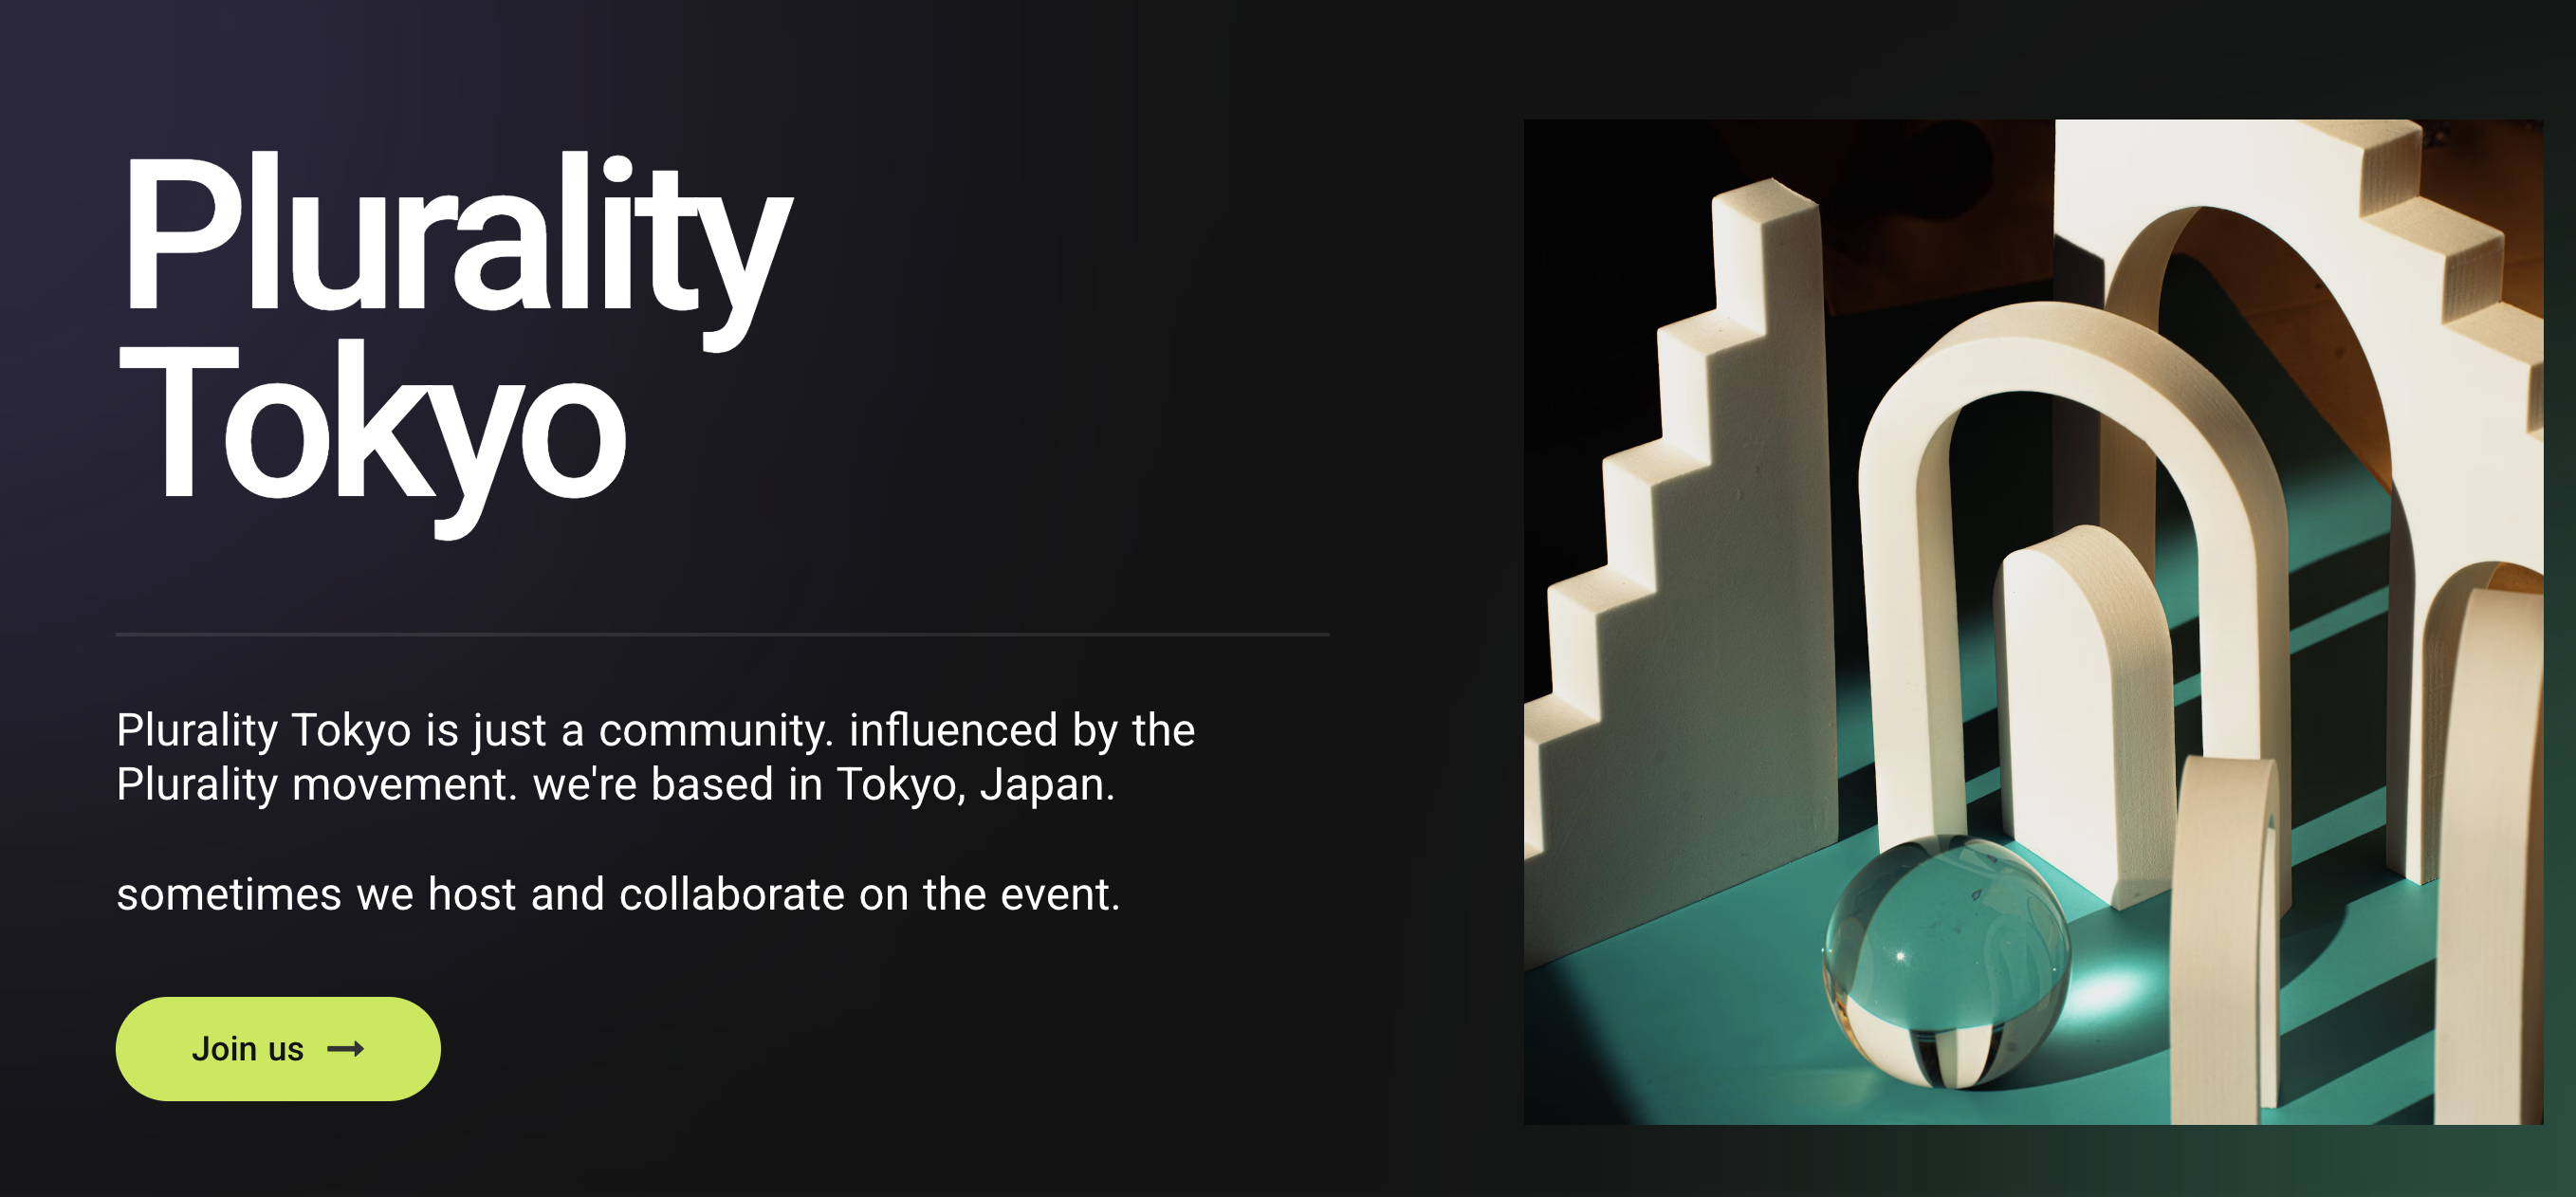 Plurality
Tokyo
Plurality Tokyo is just a community. influenced by the
Plurality movement. we're based in Tokyo, Japan.
sometimes we host and collaborate on the event.
Join us →